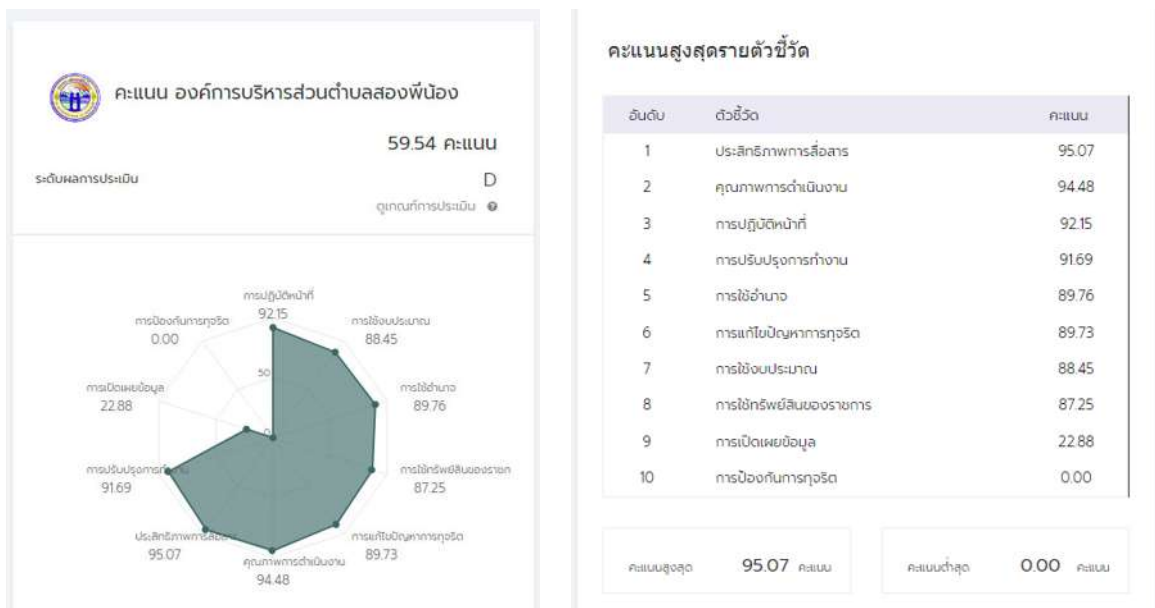 คะแนน องค์การบริหารส่วนตำบลสองพี่น้อง
59.54 คะแนน
ระดับผลการประเมิน D
ดูเกณฑ์การประเมิน
การปฏิบัติหน้าที่
92.15
การป้องกันการทุจริต
0.00
การใช้งบประมาณ
88.45
50
การเปิดเผยข้อมูล
22.88
การใช้อำนาจ
89.76
0
การปรับปรุงการทำงาน
91.69
การใช้ทรัพย์สินของราชก
87.25
ประสิทธิภาพการสื่อสาร
95.07
การแก้ไขปัญหาการทุจริต
89.73
คุณภาพการดำเนินงาน
94.48
คะแนนสูงสุดรายตัวชี้วัด
อันดับ ตัวชี้วัด คะแนน
1 ประสิทธิภาพการสื่อสาร 95.07
2 คุณภาพการดำเนินงาน 94.48
3 การปฏิบัติหน้าที่ 92.15
4 การปรับปรุงการทำงาน 91.69
5 การใช้อำนาจ 89.76
6 การแก้ไขปัญหาการทุจริต 89.73
7 การใช้งบประมาณ 88.45
8 การใช้ทรัพย์สินของราชการ 87.25
9 การเปิดเผยข้อมูล 22.88
10 การป้องกันการทุจริต 0.00
คะแนนสูงสุด 95.07 คะแนน
คะแนนต่ำสุด 0.00 คะแนน